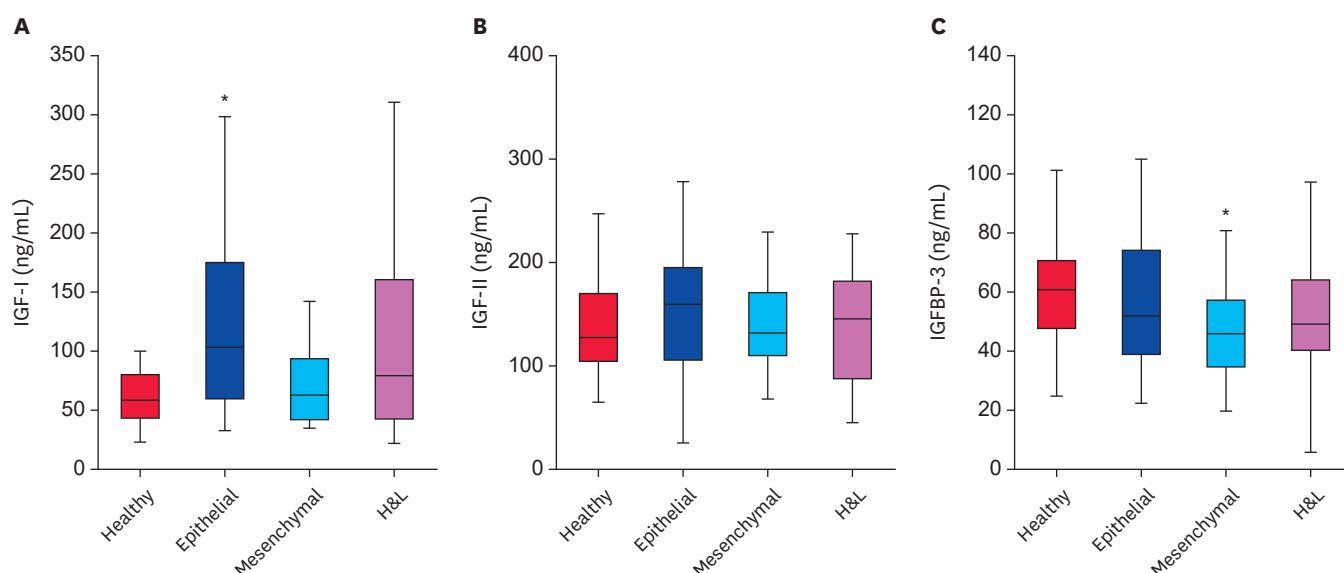 A
IGF-I (ng/mL)
350
300
250
200
150
100
50
0
*
Healthy
Epithelial
Mesenchymal
H&L
B
IGF-II (ng/mL)
400
300
200
100
0
Healthy
Epithelial
Mesenchymal
H&L
C
IGFBP-3 (ng/mL)
140
120
100
80
60
40
20
0
*
Healthy
Epithelial
Mesenchymal
H&L